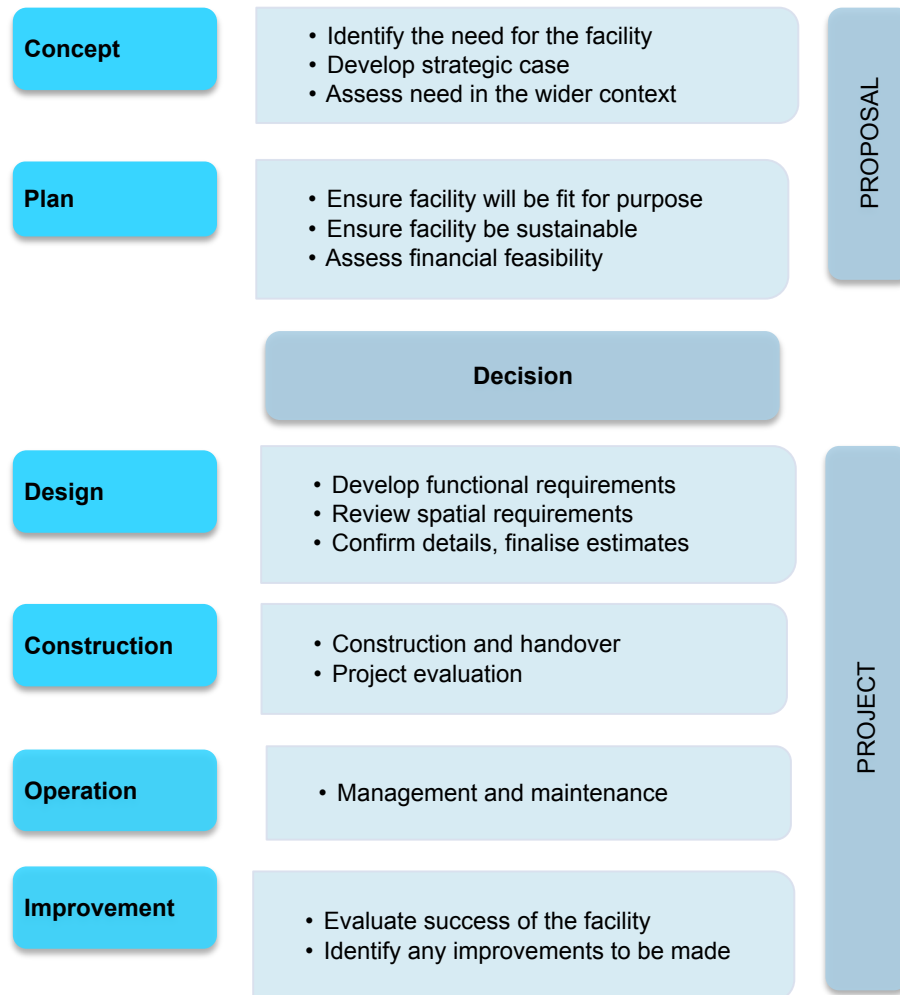 Concept
• Identify the need for the facility
• Develop strategic case
• Assess need in the wider context
PROPOSAL
Plan
• Ensure facility will be fit for purpose
• Ensure facility be sustainable
• Assess financial feasibility
Decision
Design
• Develop functional requirements
• Review spatial requirements
• Confirm details, finalise estimates
PROJECT
Construction
• Construction and handover
• Project evaluation
Operation
• Management and maintenance
Improvement
• Evaluate success of the facility
• Identify any improvements to be made